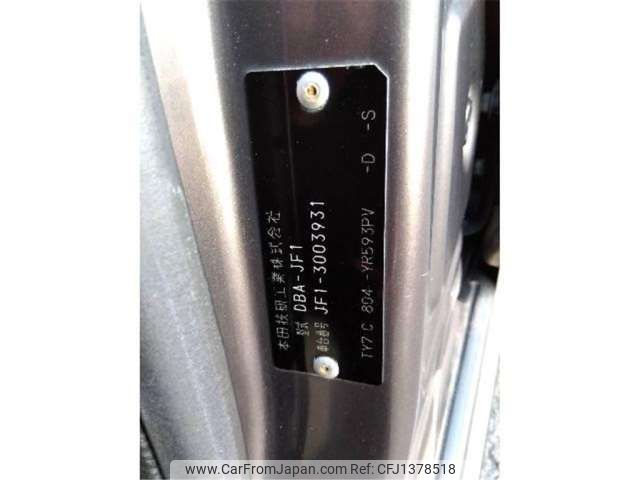 本田技研工業株式会社
型式 DBA-JF1
車台番号 JF1-3003931
TY7 C 804--YR593PV -D -S
www.CarFromJapan.com CFJ1378518